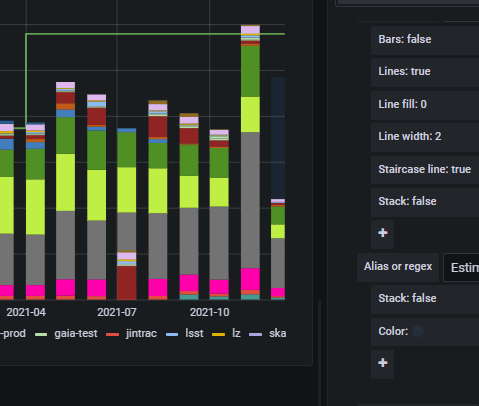 Bars: false
Lines: true
Line fill: 0
Line width: 2
Staircase line: true
Stack: false
+
Alias or regex Estim
Stack: false
Color:
+
2021-04 2021-07 2021-10
-prod gaia-test jintrac lsst lz ska